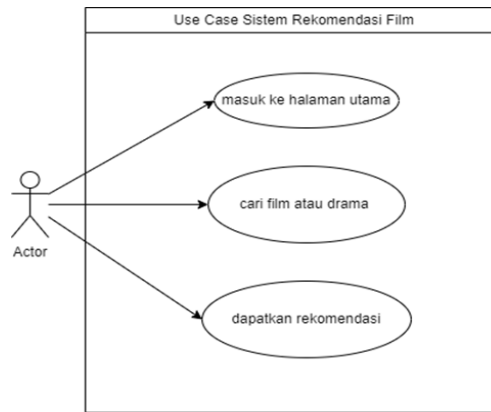 Use Case Sistem Rekomendasi Film
masuk ke halaman utama
cari film atau drama
Actor
dapatkan rekomendasi